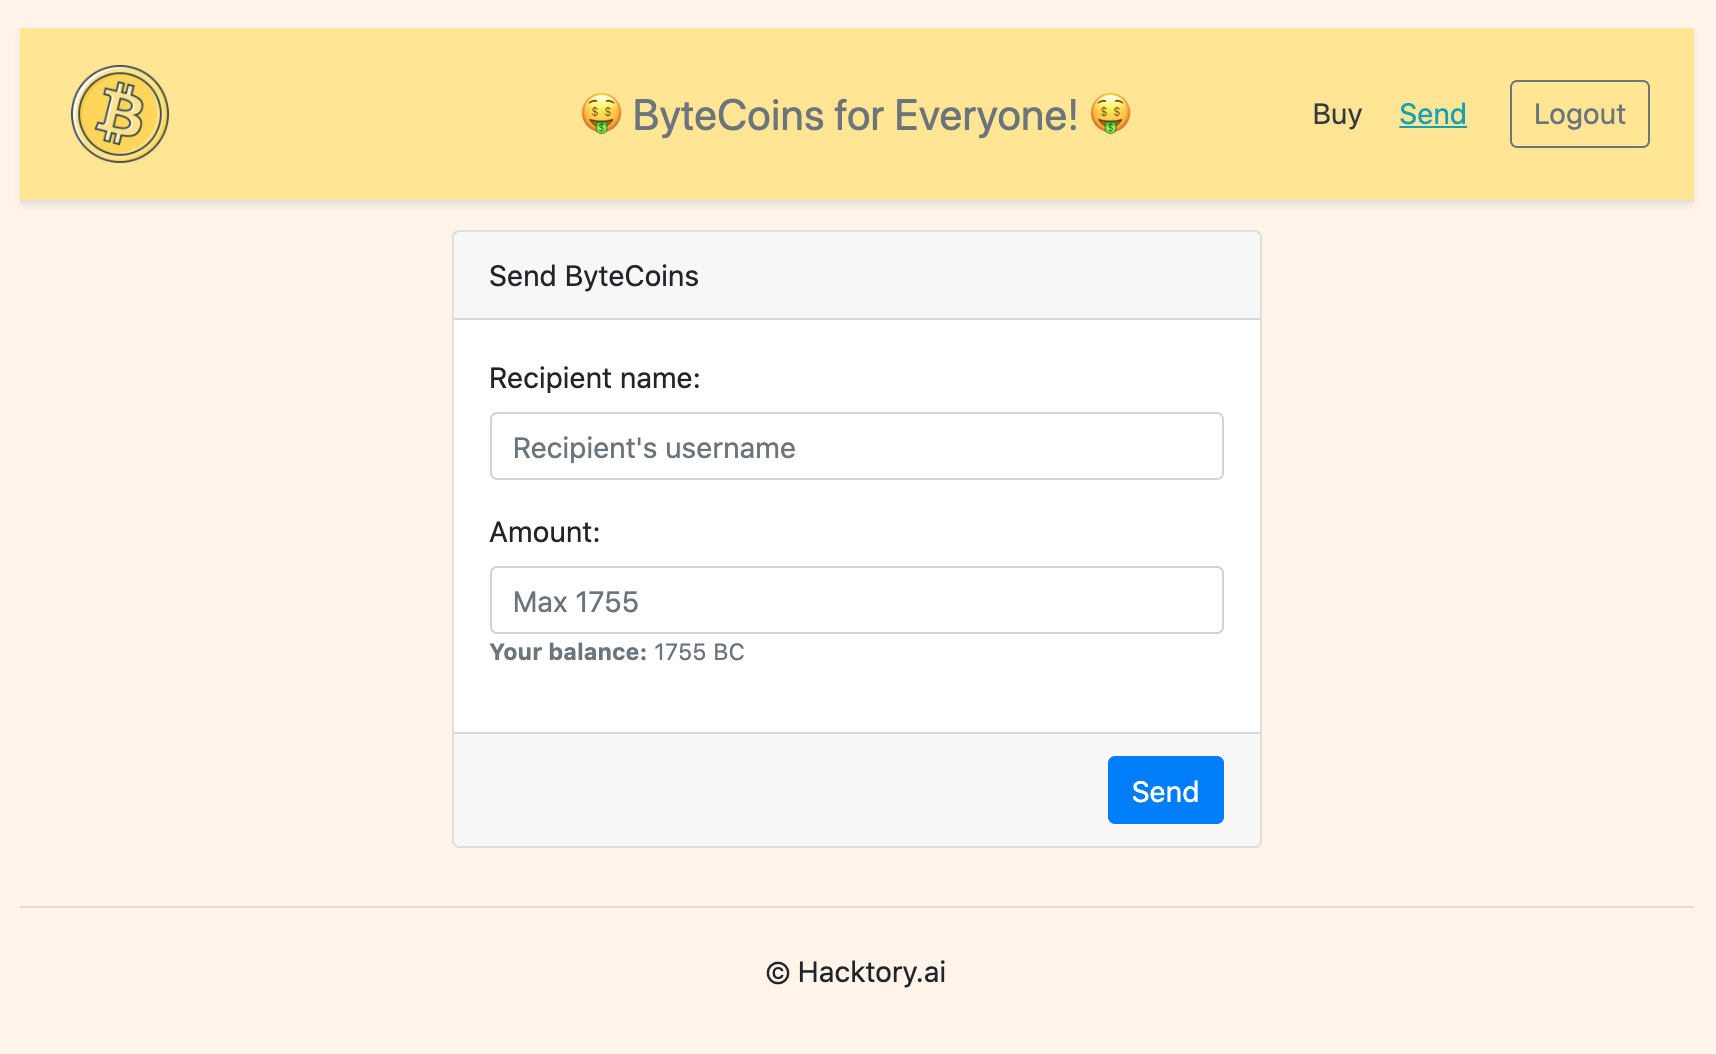 🤑 ByteCoins for Everyone! 🤑
Buy Send Logout
Send ByteCoins
Recipient name:
Recipient's username
Amount:
Max 1755
Your balance: 1755 BC
Send
© Hacktory.ai